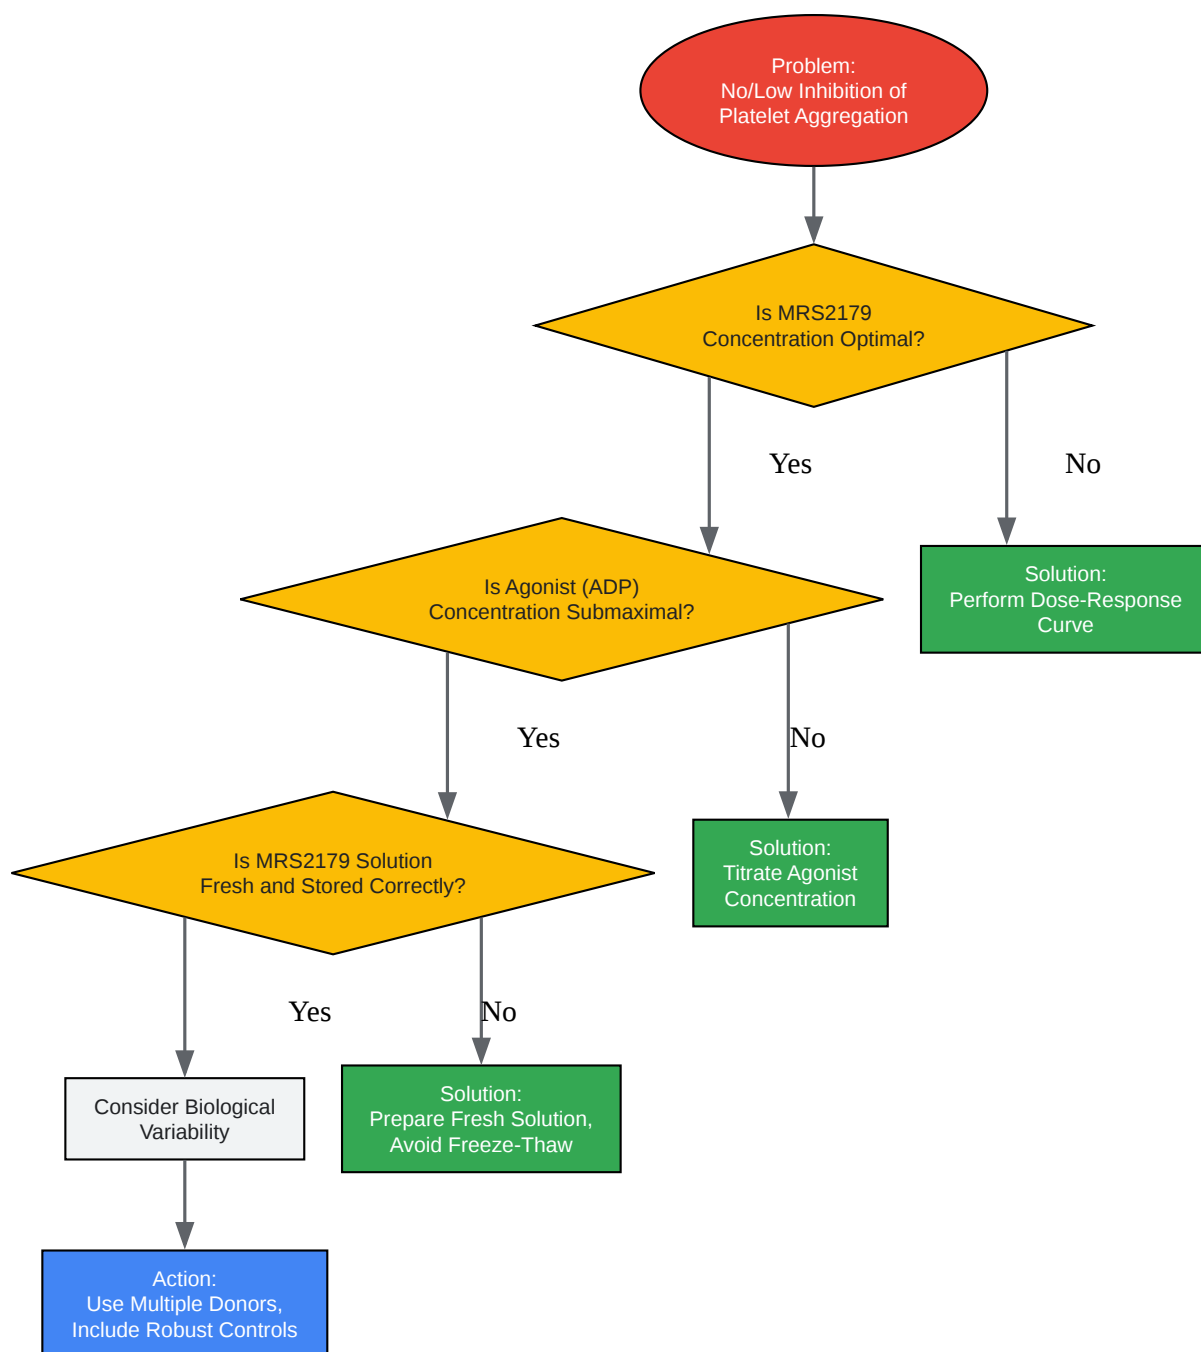 Problem:
No/Low Inhibition of
Platelet Aggregation
Is MRS2179
Concentration Optimal?
Yes
No
Is Agonist (ADP)
Concentration Submaximal?
Solution:
Perform Dose-Response
Curve
Yes
No
Is MRS2179 Solution
Fresh and Stored Correctly?
Solution:
Titrate Agonist
Concentration
Yes
No
Consider Biological
Variability
Solution:
Prepare Fresh Solution,
Avoid Freeze-Thaw
Action:
Use Multiple Donors,
Include Robust Controls